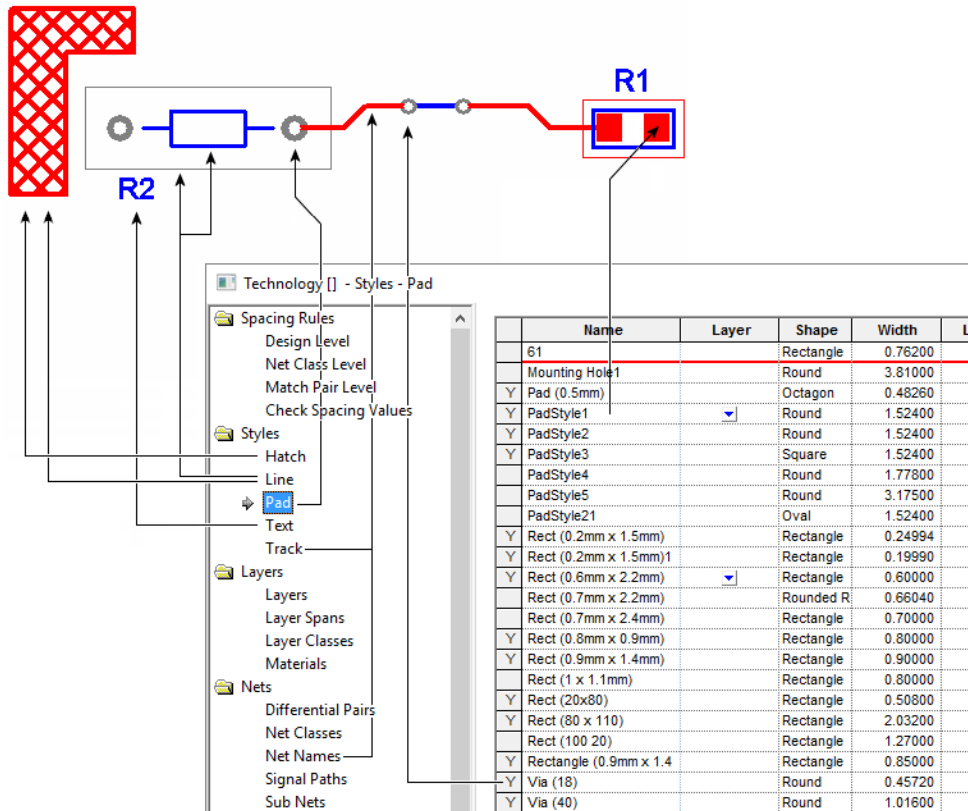 R1
R2
Technology [] - Styles - Pad
Spacing Rules
Design Level
Net Class Level
Match Pair Level
Check Spacing Values
Styles
Hatch
Line
Pad
Text
Track
Layers
Layers
Layer Spans
Layer Classes
Materials
Nets
Differential Pairs
Net Classes
Net Names
Signal Paths
Sub Nets
Name Layer Shape Width L
61 Rectangle 0.76200
Mounting Hole1 Round 3.81000
Y Pad (0.5mm) Octagon 0.48260
Y PadStyle1 Round 1.52400
Y PadStyle2 Round 1.52400
Y PadStyle3 Square 1.52400
PadStyle4 Round 1.77800
PadStyle5 Round 3.17500
PadStyle21 Oval 1.52400
Y Rect (0.2mm x 1.5mm) Rectangle 0.24994
Y Rect (0.2mm x 1.5mm)1 Rectangle 0.19990
Y Rect (0.6mm x 2.2mm) Rectangle 0.60000
Rect (0.7mm x 2.2mm) Rounded R 0.66040
Rect (0.7mm x 2.4mm) Rectangle 0.70000
Y Rect (0.8mm x 0.9mm) Rectangle 0.80000
Y Rect (0.9mm x 1.4mm) Rectangle 0.90000
Rect (1 x 1.1mm) Rectangle 0.80000
Y Rect (20x80) Rectangle 0.50800
Y Rect (80 x 110) Rectangle 2.03200
Rect (100 20) Rectangle 1.27000
Y Rectangle (0.9mm x 1.4 Rectangle 0.85000
Y Via (18) Round 0.45720
Y Via (40) Round 1.01600